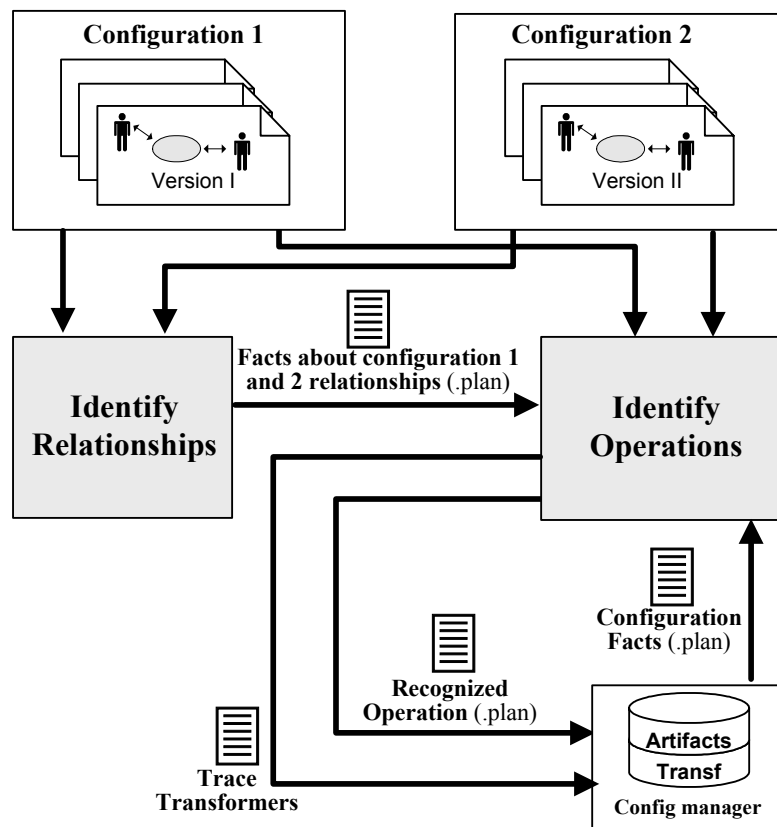 Configuration 1
Configuration 2
Version I
Version II
Facts about configuration 1
and 2 relationships (.plan)
Identify
Relationships
Identify
Operations
Configuration
Facts (.plan)
Recognized
Operation (.plan)
Trace
Transformers
Artifacts
Transf
Config manager